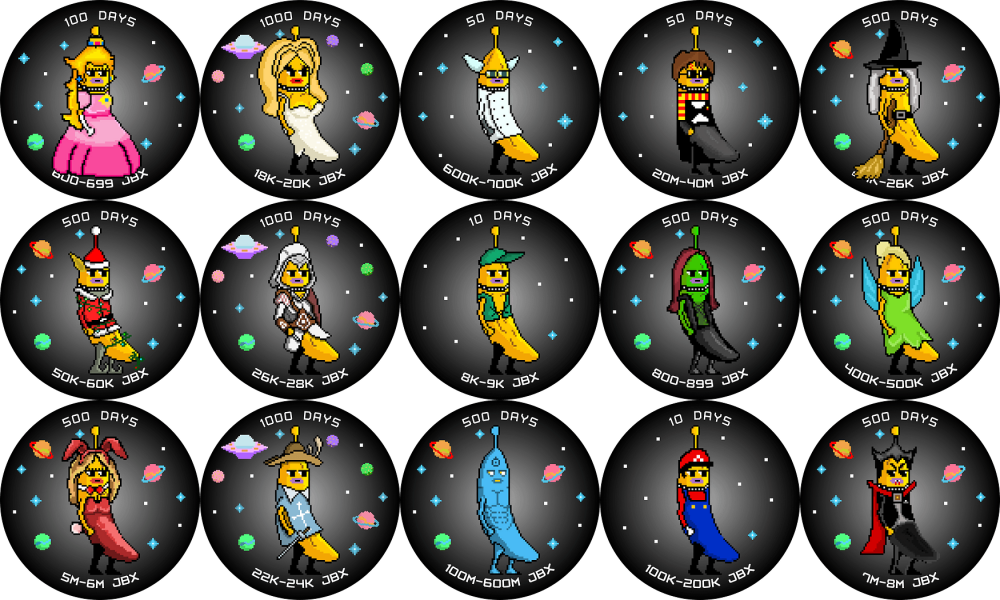 100 DAYS
600-699 JBX
1000 DAYS
18K-20K JBX
50 DAYS
600K-700K JBX
50 DAYS
20M-40M JBX
500 DAYS
-26K JBX
500 DAYS
50K-60K JBX
1000 DAYS
26K-28K JBX
10 DAYS
8K-9K JBX
500 DAYS
800-899 JBX
500 DAYS
400K-500K JBX
500 DAYS
5M-6M JBX
1000 DAYS
22K-24K JBX
500 DAYS
100M-600M JBX
10 DAYS
100K-200K JBX
500 DAYS
7M-8M JBX